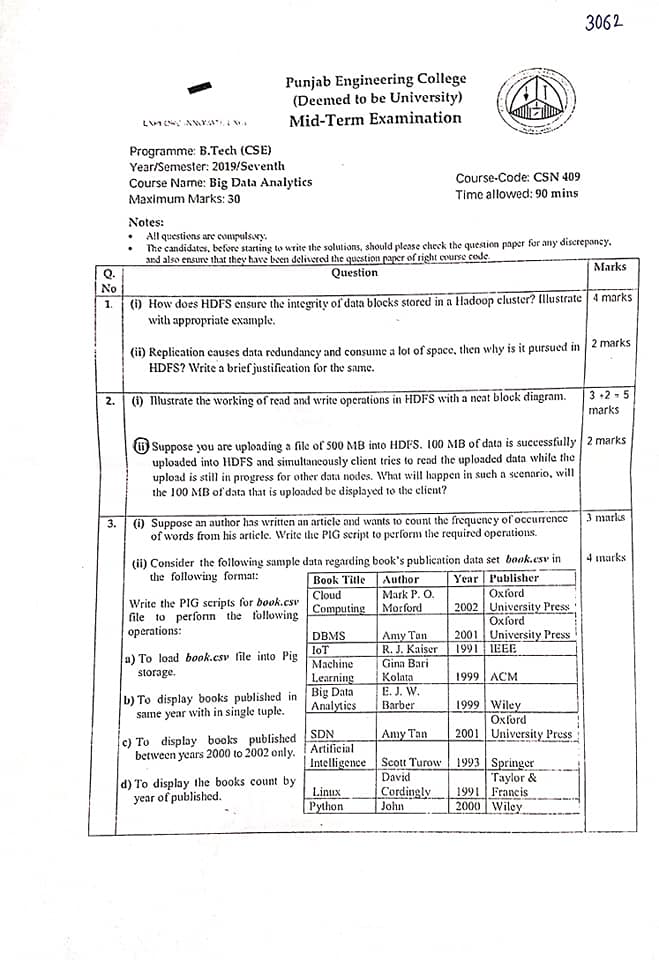 3062
Punjab Engineering College
(Deemed to be University)
Mid-Term Examination
Programme: B.Tech (CSE)
Year/Semester: 2019/Seventh
Course Name: Big Data Analytics
Maximum Marks: 30
Course-Code: CSN 409
Time allowed: 90 mins
Notes:
• All questions are compulsory.
• The candidates, before starting to write the solutions, should please check the question paper for any discrepancy,
and also ensure that they have been delivered the question paper of right course code.
Q. No Question Marks
1. (i) How does HDFS ensure the integrity of data blocks stored in a Hadoop cluster? Illustrate 4 marks
with appropriate example.
(ii) Replication causes data redundancy and consume a lot of space, then why is it pursued in 2 marks
HDFS? Write a brief justification for the same.
2. (i) Illustrate the working of read and write operations in HDFS with a neat block diagram. 3 +2 = 5
marks
(ii) Suppose you are uploading a file of 500 MB into HDFS. 100 MB of data is successfully 2 marks
uploaded into HDFS and simultaneously client tries to read the uploaded data while the
upload is still in progress for other data nodes. What will happen in such a scenario, will
the 100 MB of data that is uploaded be displayed to the client?
3. (i) Suppose an author has written an article and wants to count the frequency of occurrence 3 marks
of words from his article. Write the PIG script to perform the required operations.
(ii) Consider the following sample data regarding book's publication data set book.csv in 4 marks
the following format:
Write the PIG scripts for book.csv
file to perform the following
operations:
a) To load book.csv file into Pig
storage.
b) To display books published in
same year with in single tuple.
c) To display books published
between years 2000 to 2002 only.
d) To display the books count by
year of published.
Book Title Author Year Publisher
Cloud Mark P. O. Oxford
Computing Morford 2002 University Press
Oxford
DBMS Amy Tan 2001 University Press
IoT R. J. Kaiser 1991 IEEE
Machine Gina Bari
Learning Kolata 1999 ACM
Big Data E. J. W.
Analytics Barber 1999 Wiley
Oxford
SDN Amy Tan 2001 University Press
Artificial
Intelligence Scott Turow 1993 Springer
David Taylor &
Linux Cordingly 1991 Francis
Python John 2000 Wiley